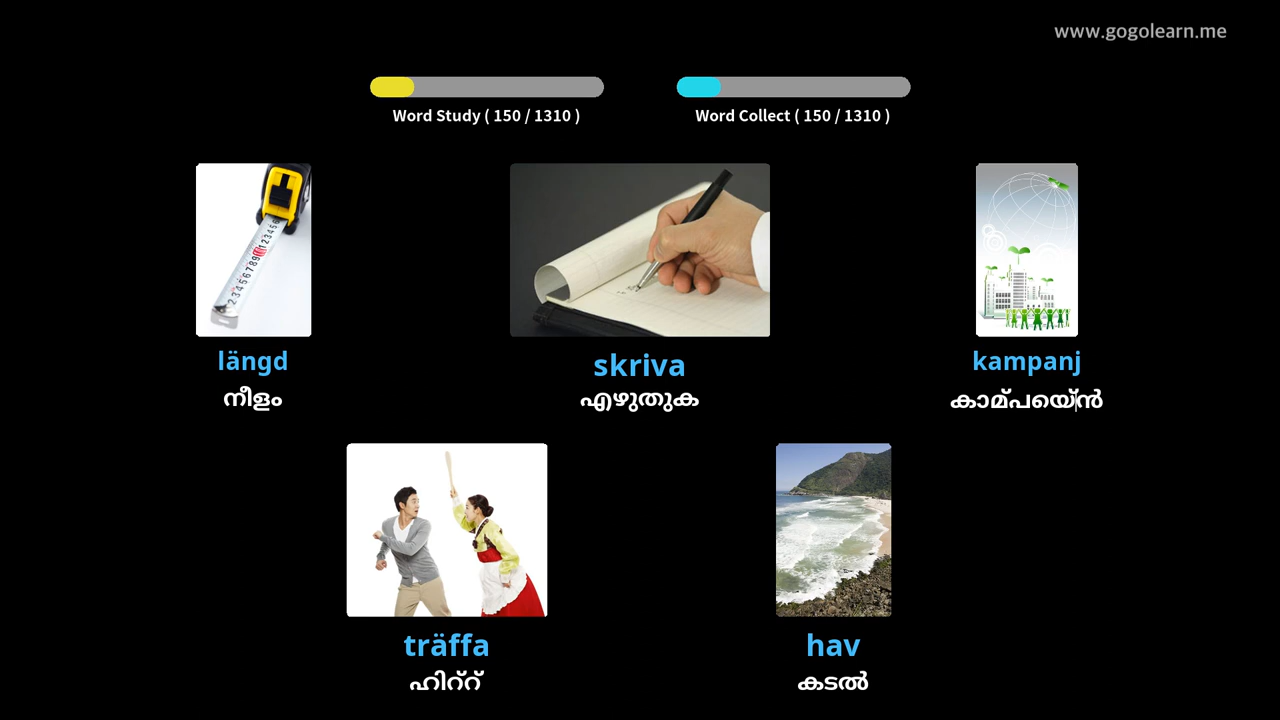 www.gogolearn.me
Word Study ( 150 / 1310 )
Word Collect ( 150 / 1310 )
längd
നീളം
skriva
എഴുതുക
kampanj
കാമ്പയെ്ൻ
träffa
ഹിറ്റ്
hav
കടൽ